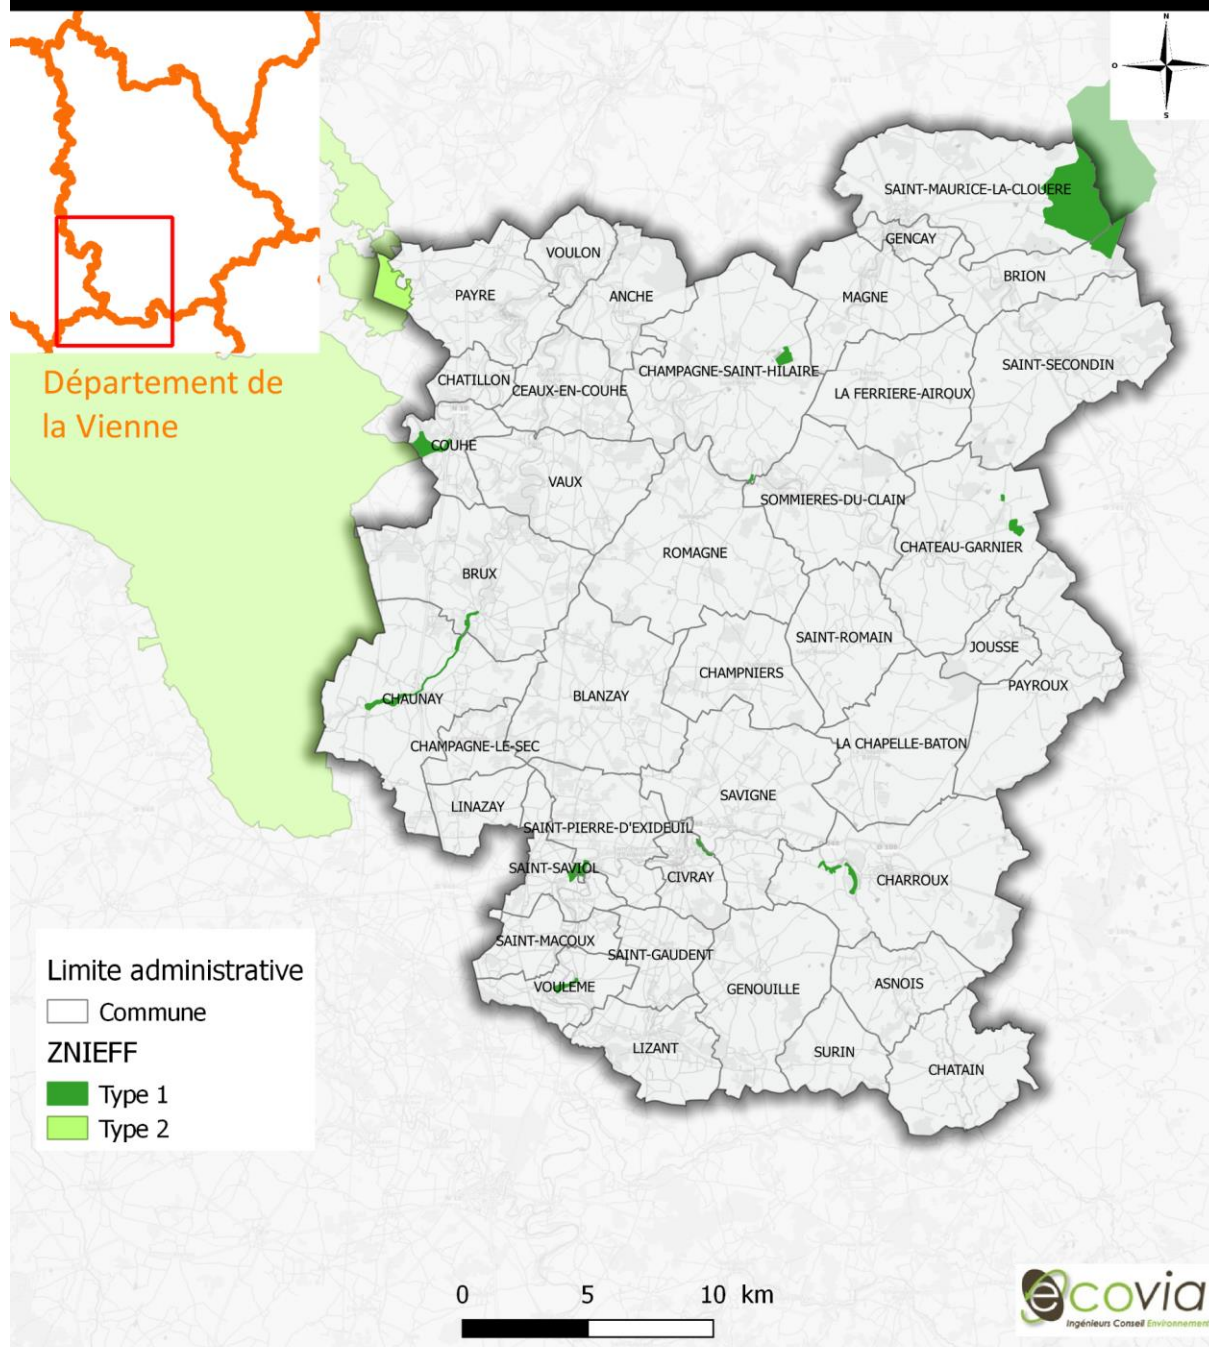 N
O
S
Département de
la Vienne
SAINT-MAURICE-LA-CLOUERE
GENCAY
VOULON
BRION
PAYRE
ANCHE
MAGNE
SAINT-SECONDIN
CHAMPAGNE-SAINT-HILAIRE
CHATILLON
CEAUX-EN-COUHE
LA FERRIERE-AIROUX
COUHE
VAUX
SOMMIERES-DU-CLAIN
CHATEAU-GARNIER
ROMAGNE
BRUX
SAINT-ROMAIN
JOUSSE
CHAMPNIERS
PAYROUX
CHAUNAY
BLANZAY
CHAMPAGNE-LE-SEC
LA CHAPELLE-BATON
SAVIGNE
LINAZAY
SAINT-PIERRE-D'EXIDEUIL
SAINT-SAVIOL
CIVRAY
CHARROUX
SAINT-MACOUX
SAINT-GAUDENT
VOULEME
GENOUILLE
ASNOIS
LIZANT
SURIN
CHATAIN
Limite administrative
Commune
ZNIEFF
Type 1
Type 2
0 5 10 km
ecovia
Ingénieurs Conseil Environnement